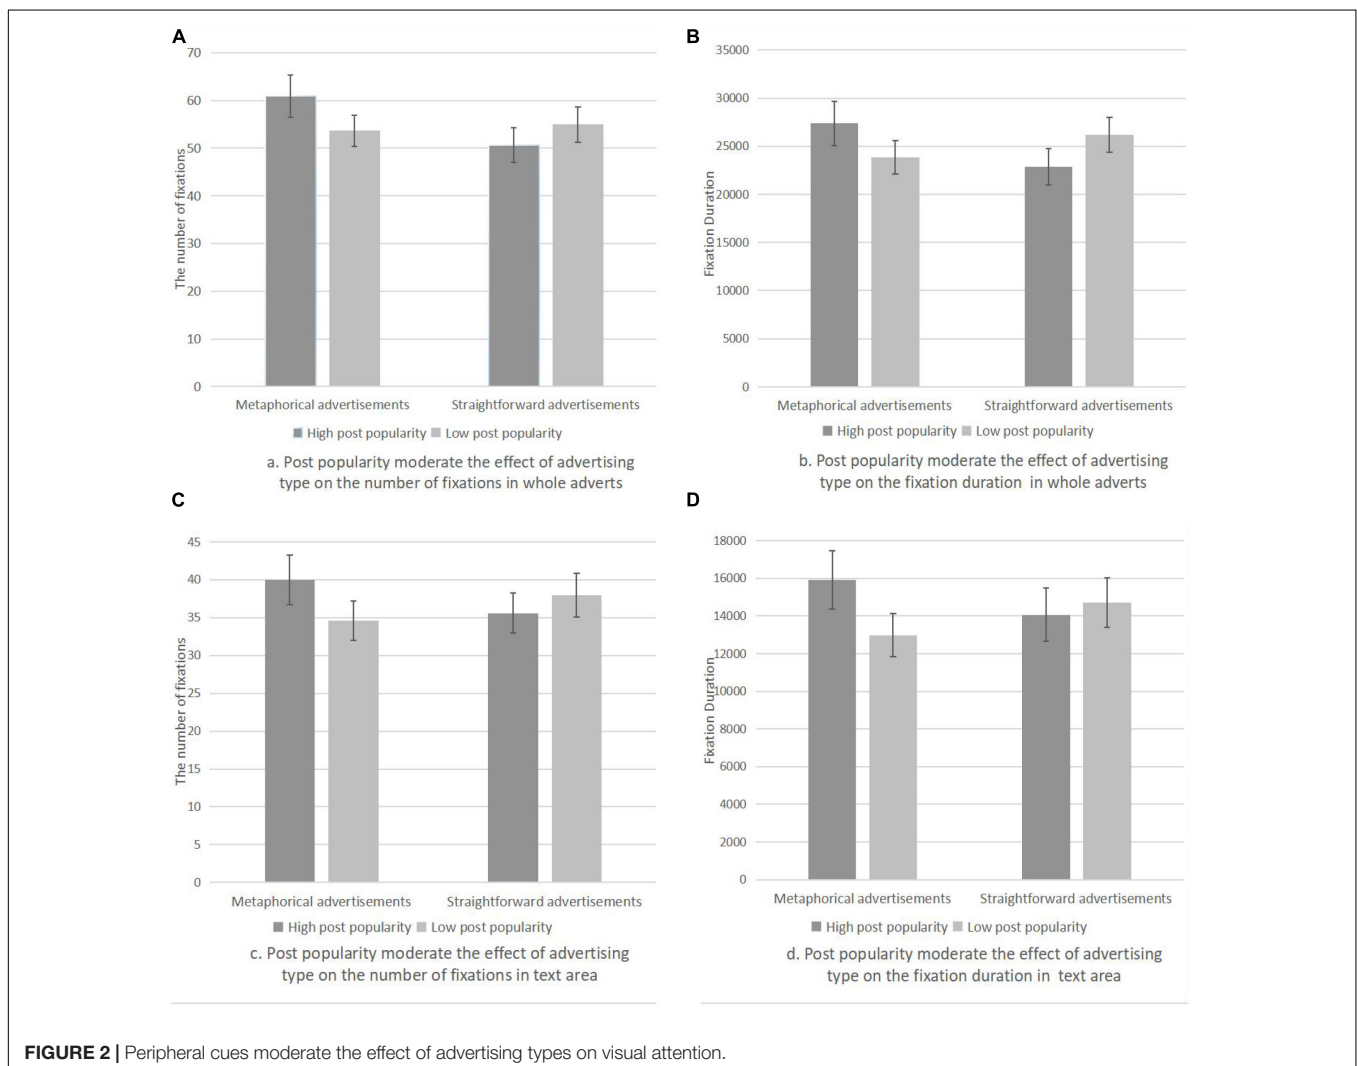 A
70
60
50
40
30
20
10
0
The number of fixations
Metaphorical advertisements
Straightforward advertisements
High post popularity
Low post popularity
a. Post popularity moderate the effect of advertising
type on the number of fixations in whole adverts
B
35000
30000
25000
20000
15000
10000
5000
0
Fixation Duration
Metaphorical advertisements
Straightforward advertisements
High post popularity
Low post popularity
b. Post popularity moderate the effect of advertising
type on the fixation duration in whole adverts
C
45
40
35
30
25
20
15
10
5
0
The number of fixations
Metaphorical advertisements
Straightforward advertisements
High post popularity
Low post popularity
c. Post popularity moderate the effect of advertising
type on the number of fixations in text area
D
18000
16000
14000
12000
10000
8000
6000
4000
2000
0
Fixation Duration
Metaphorical advertisements
Straightforward advertisements
High post popularity
Low post popularity
d. Post popularity moderate the effect of advertising
type on the fixation duration in text area
FIGURE 2 | Peripheral cues moderate the effect of advertising types on visual attention.